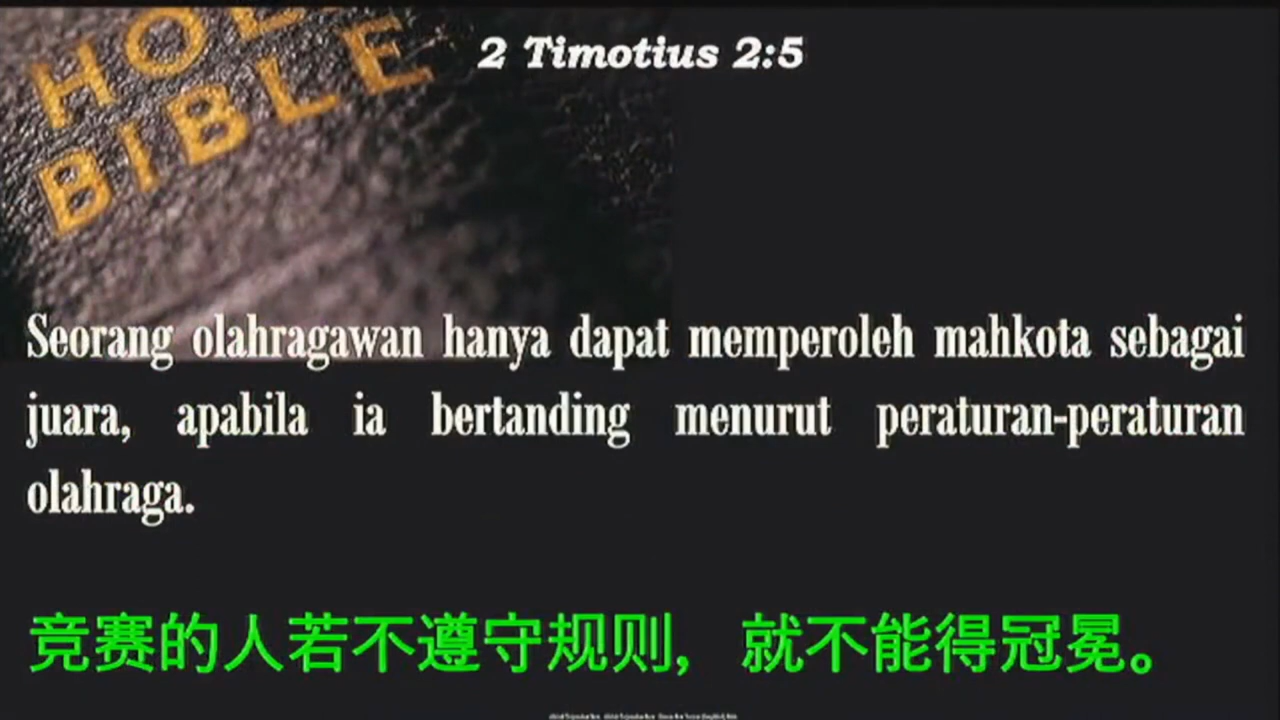 HOL
BIBLE
2 Timotius 2:5
Seorang olahragawan hanya dapat memperoleh mahkota sebagai
juara, apabila ia bertanding menurut peraturan-peraturan
olahraga.
竞赛的人若不遵守规则, 就不能得冠冕。